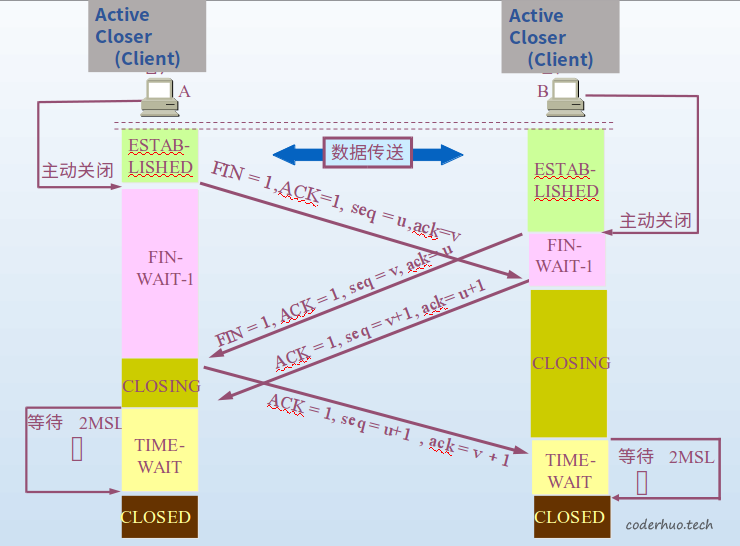 Active
Closer
(Client)
Active
Closer
(Client)
A
B
ESTAB-
LISHED
数据传送
ESTAB-
LISHED
主动关闭
FIN = 1,ACK=1, seq = u,ack=v
主动关闭
FIN-
WAIT-1
FIN-
WAIT-1
FIN = 1, ACK = 1, seq = v, ack= u
ACK = 1, seq = v+1, ack= u+1
CLOSING
CLOSING
ACK = 1, seq = u+1 , ack = v + 1
等待 2MSL
TIME-
WAIT
TIME-
WAIT
等待 2MSL
CLOSED
CLOSED
coderhuo.tech